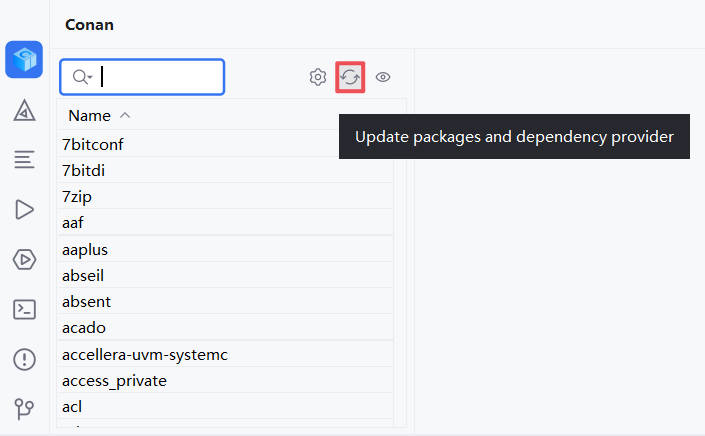 Conan
Name
Update packages and dependency provider
7bitconf
7bitdi
7zip
aaf
aaplus
abseil
absent
acado
accellera-uvm-systemc
access_private
acl